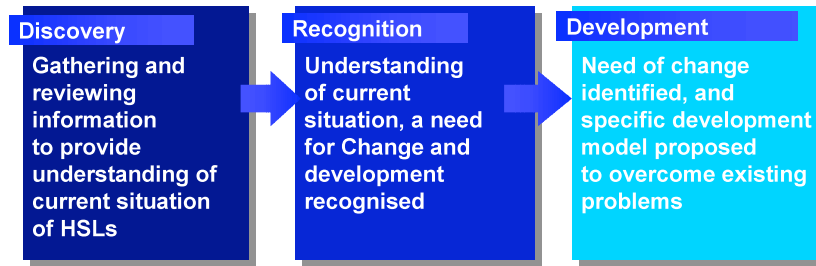 Discovery
Gathering and
reviewing
information
to provide
understanding of
current situation
of HSLs
Recognition
Understanding
of current
situation, a need
for Change and
development
recognised
Development
Need of change
identified, and
specific development
model proposed
to overcome existing
problems